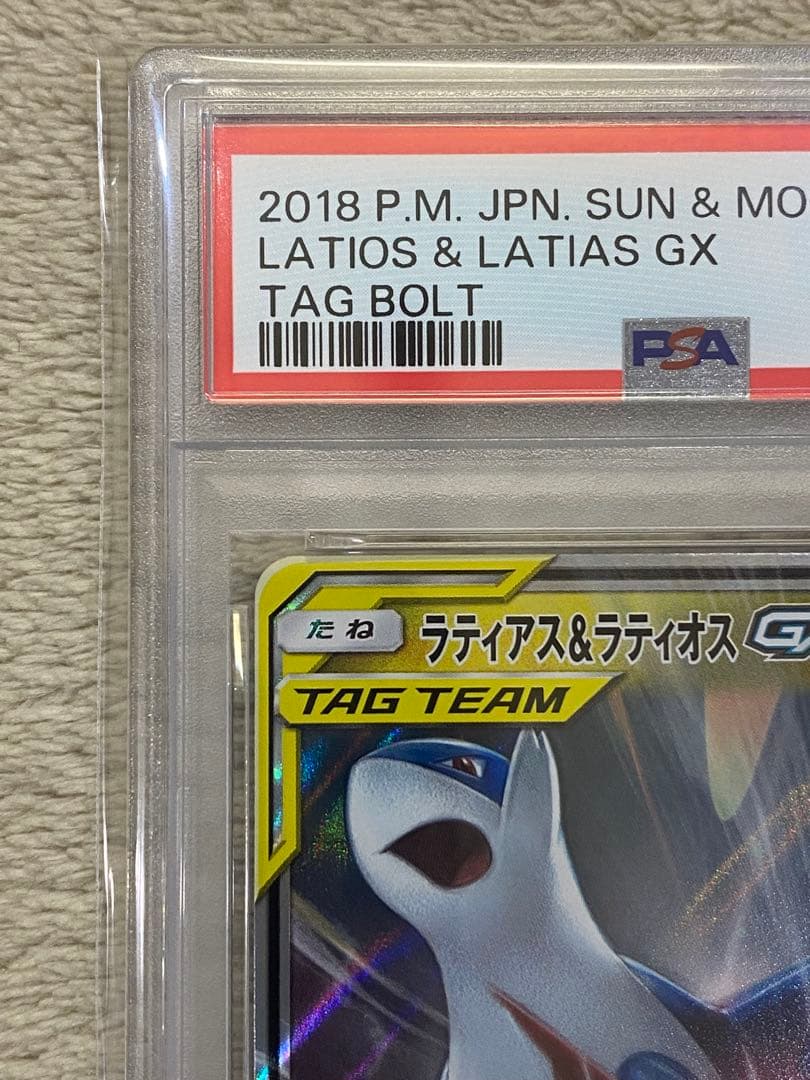 2018 P.M. JPN. SUN & MO
LATIOS & LATIAS GX
TAG BOLT
PSA
たね
ラティアス&ラティオス GX
TAG TEAM